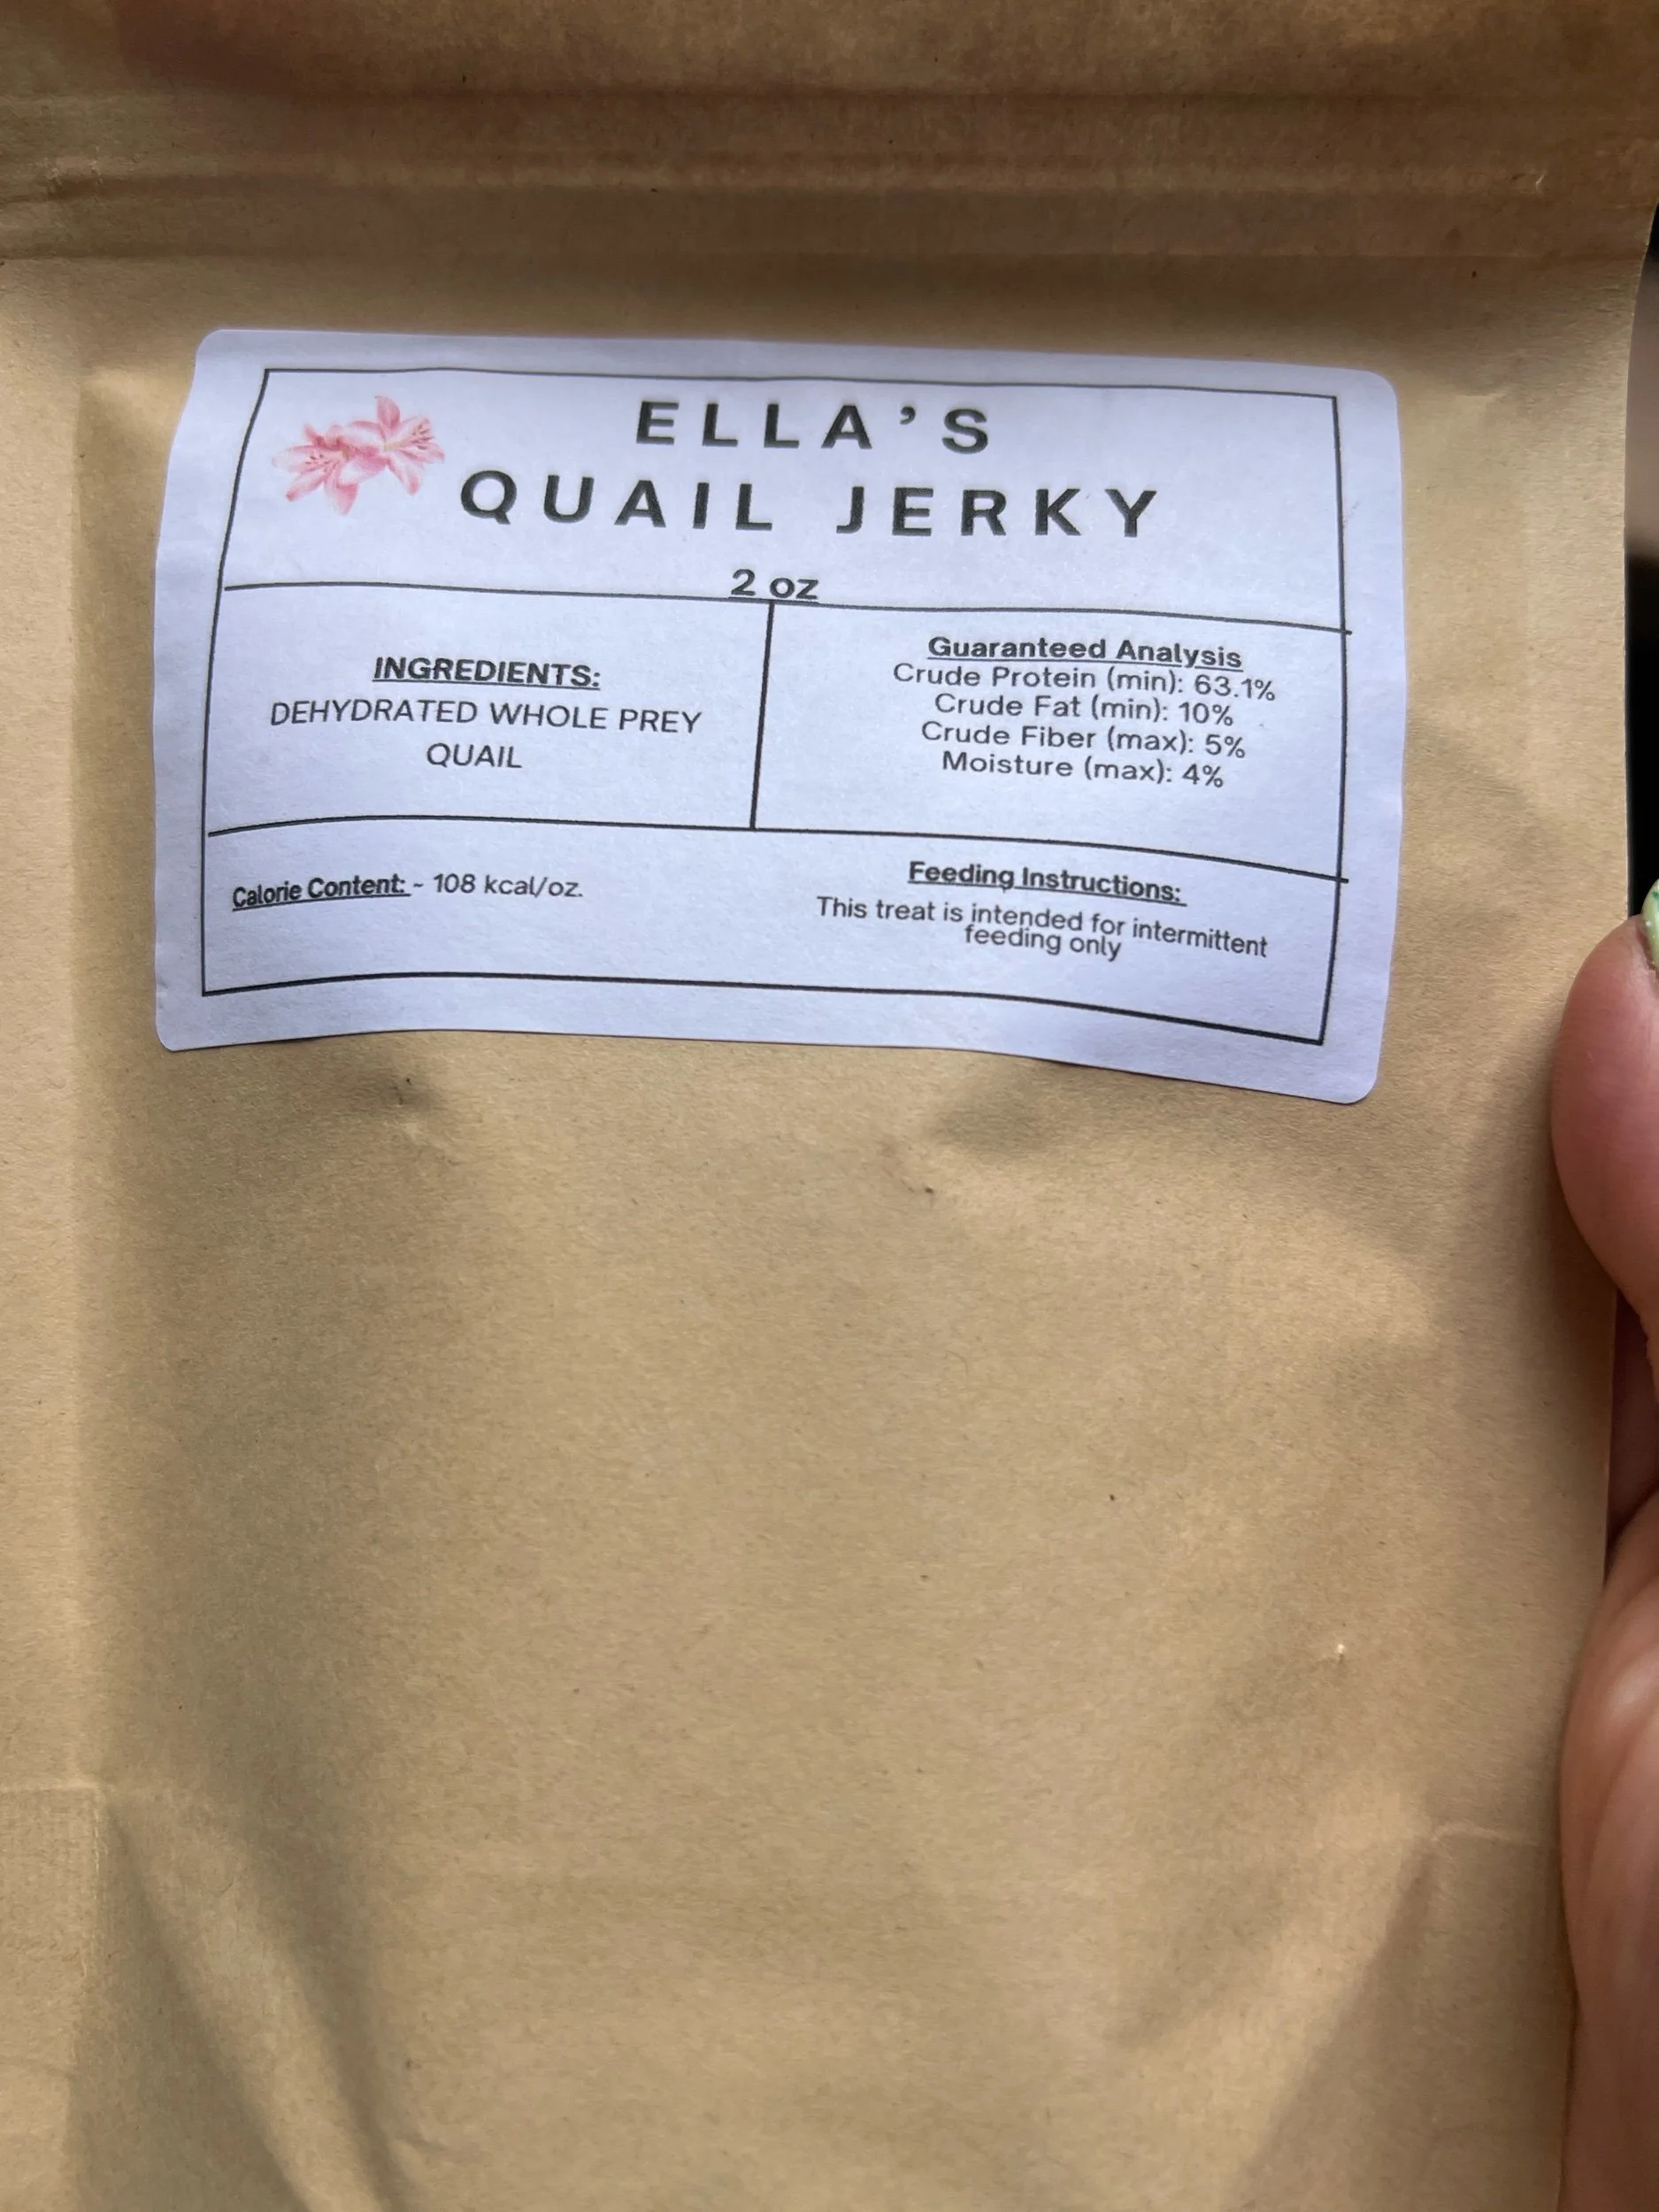 ELLA'S
QUAIL JERKY
2 oz
INGREDIENTS:
DEHYDRATED WHOLE PREY
QUAIL
Guaranteed Analysis
Crude Protein (min): 63.1%
Crude Fat (min): 10%
Crude Fiber (max): 5%
Moisture (max): 4%
Calorie Content: ~ 108 kcal/oz.
Feeding Instructions:
This treat is intended for intermittent
feeding only